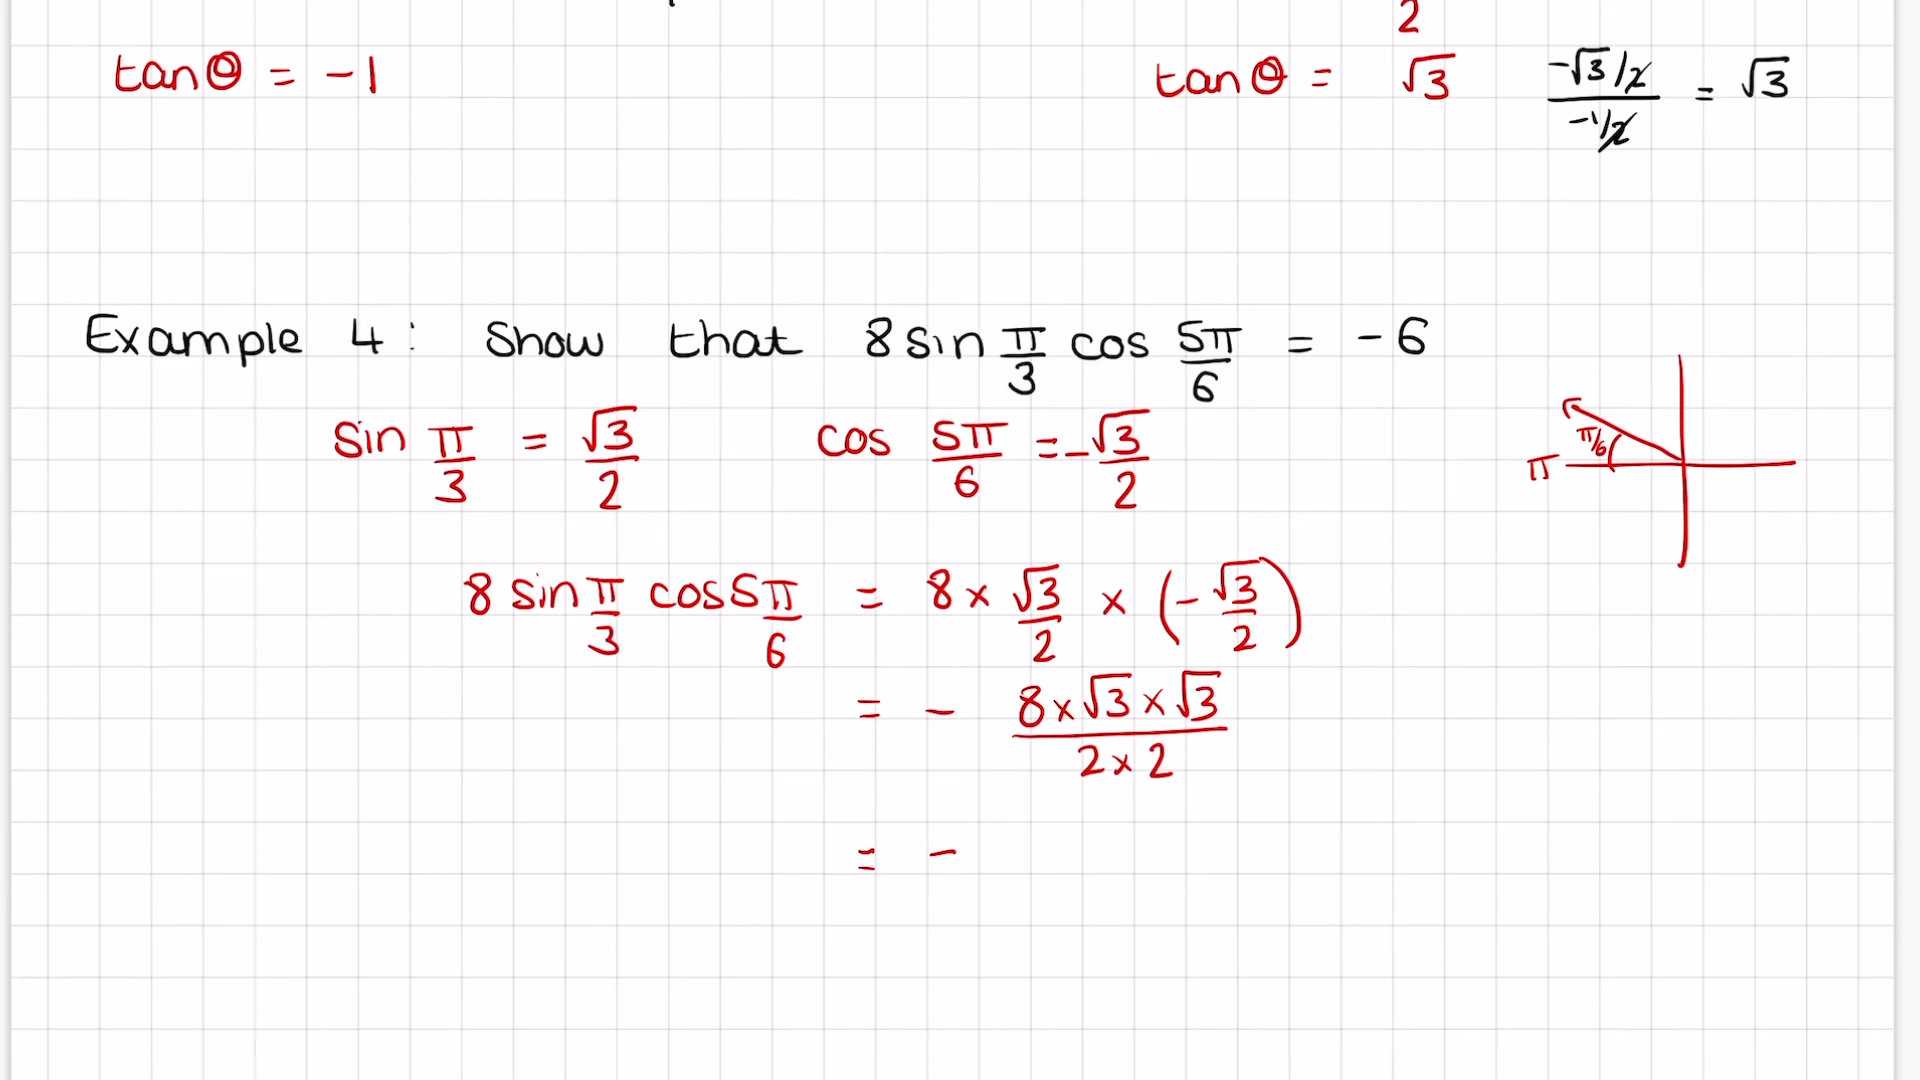 2
tanθ = -1
tanθ = √3
-√3/2 / -1/2 = √3
Example 4: Show that 8 sin π/3 cos 5π/6 = -6
sin π/3 = √3/2
cos 5π/6 = -√3/2
π/6
π
8 sin π/3 cos 5π/6 = 8 × √3/2 × (-√3/2)
= - 8×√3×√3 / 2×2
= -